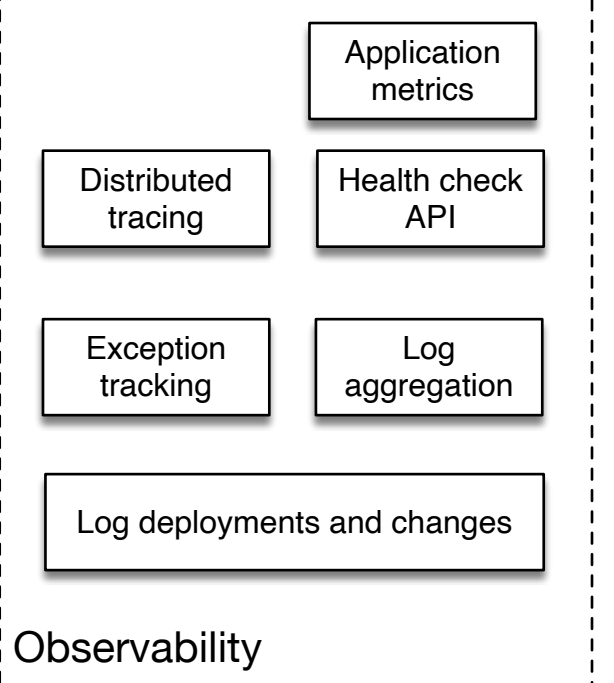 Application
metrics
Distributed
tracing
Health check
API
Exception
tracking
Log
aggregation
Log deployments and changes
Observability